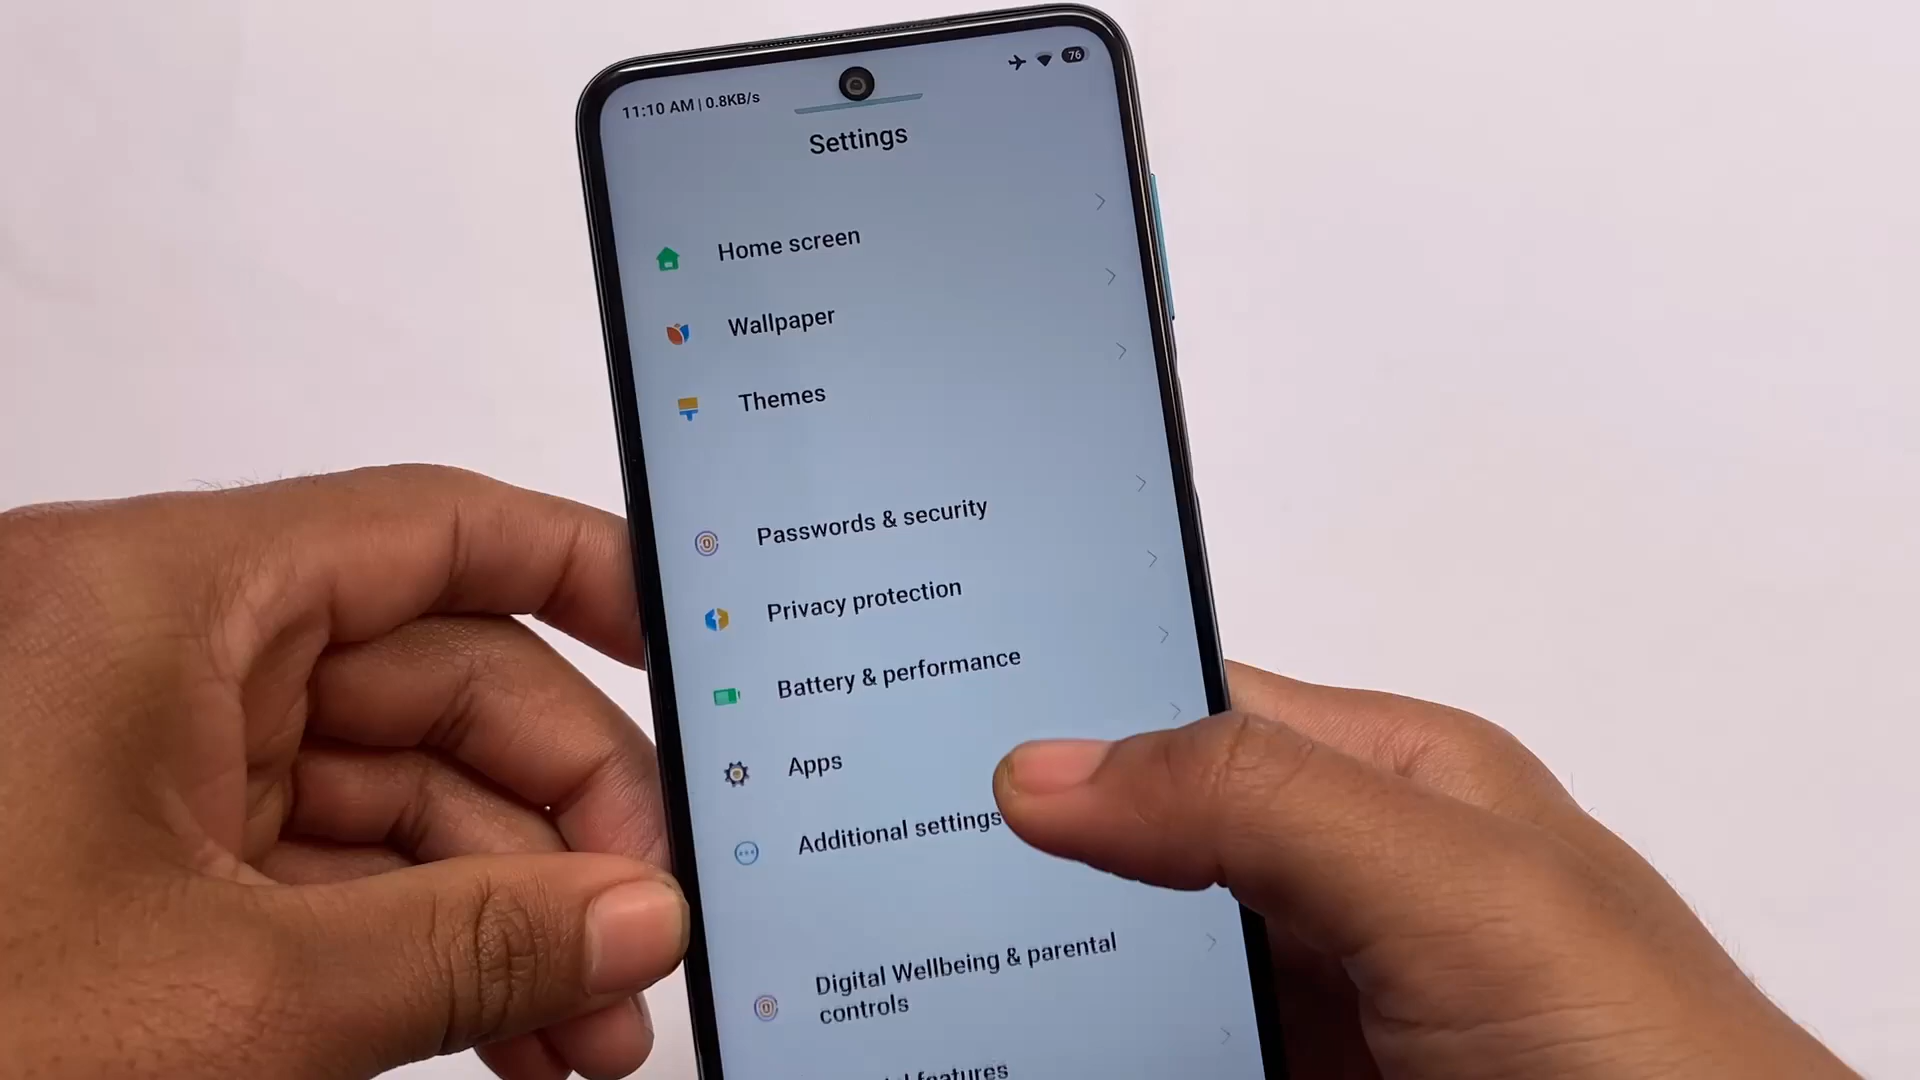 11:10 AM | 0.8KB/s
76
Settings
Home screen
Wallpaper
Themes
Passwords & security
Privacy protection
Battery & performance
Apps
Additional settings
Digital Wellbeing & parental
controls
features